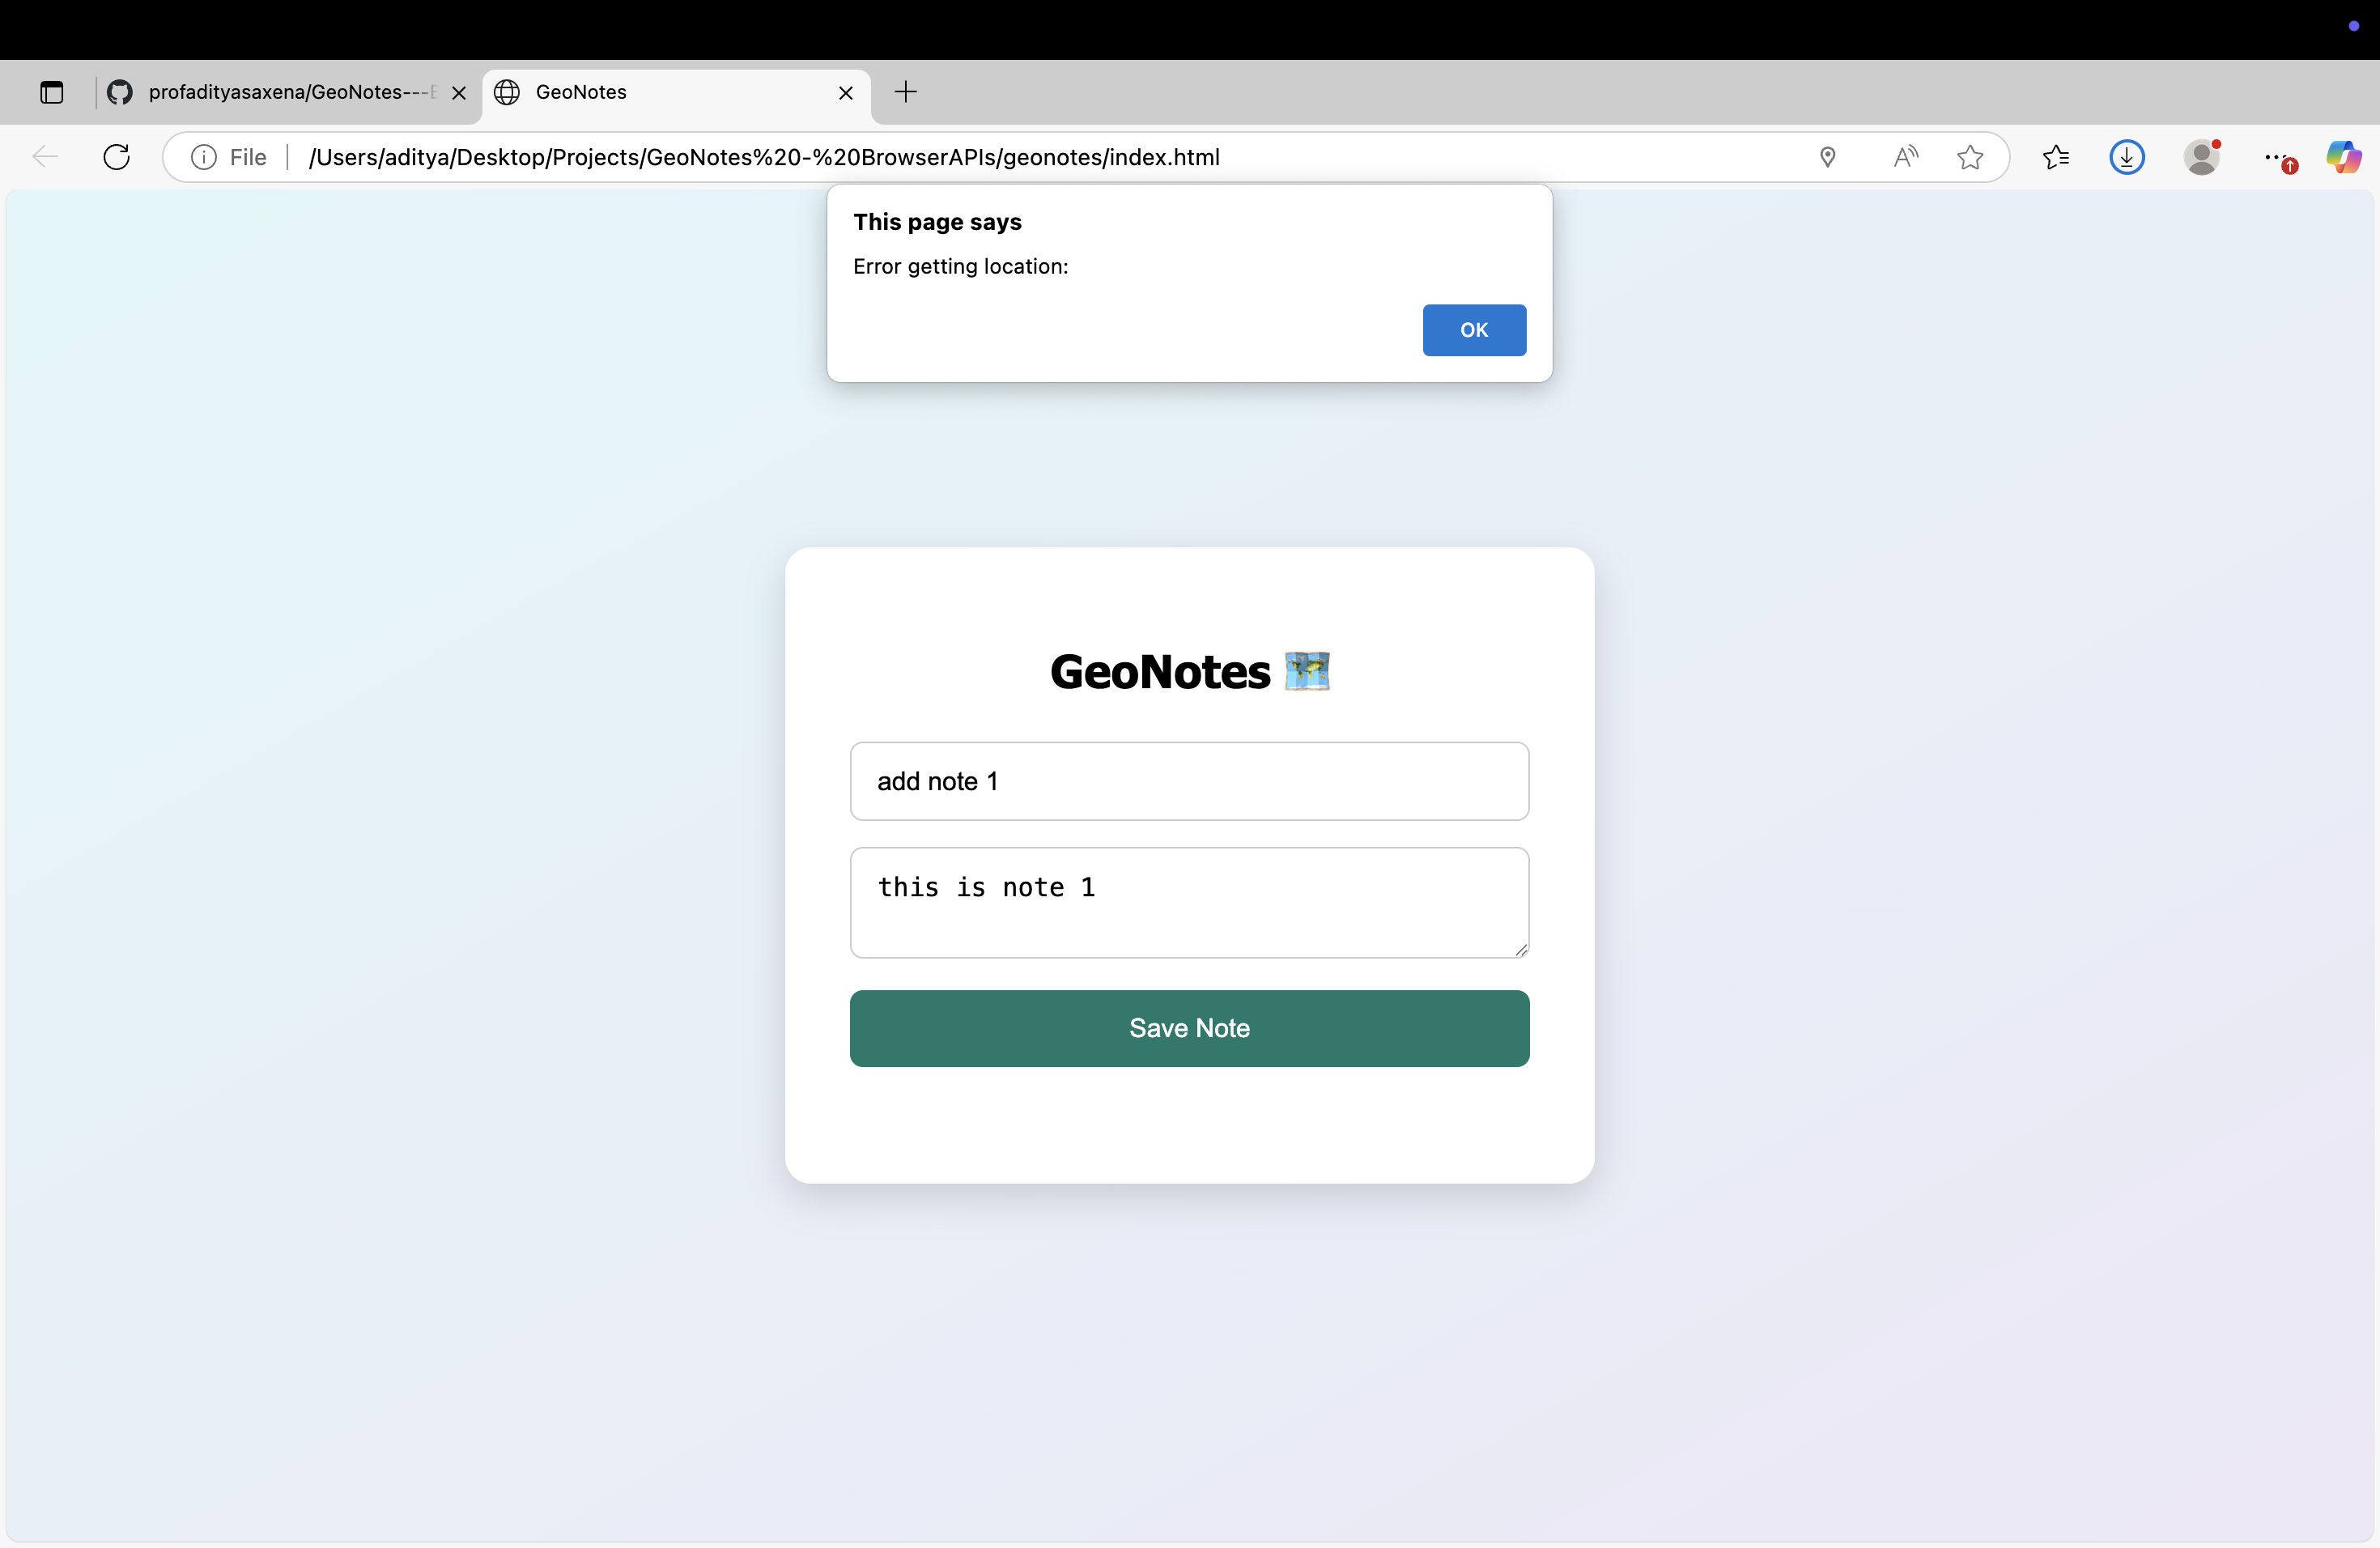 profadityasaxena/GeoNotes---E
GeoNotes
File
/Users/aditya/Desktop/Projects/GeoNotes%20-%20BrowserAPIs/geonotes/index.html
This page says
Error getting location:
OK
GeoNotes
add note 1
this is note 1
Save Note